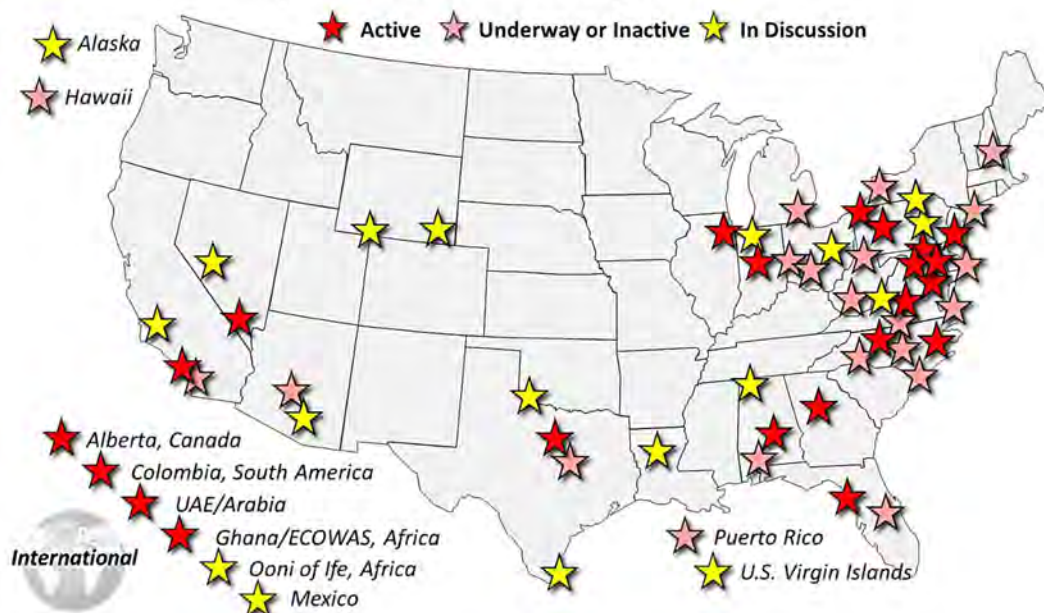 Active Underway or Inactive In Discussion
Alaska
Hawaii
Alberta, Canada
Colombia, South America
UAE/Arabia
Ghana/ECOWAS, Africa
Ooni of Ife, Africa
Mexico
International
Puerto Rico
U.S. Virgin Islands